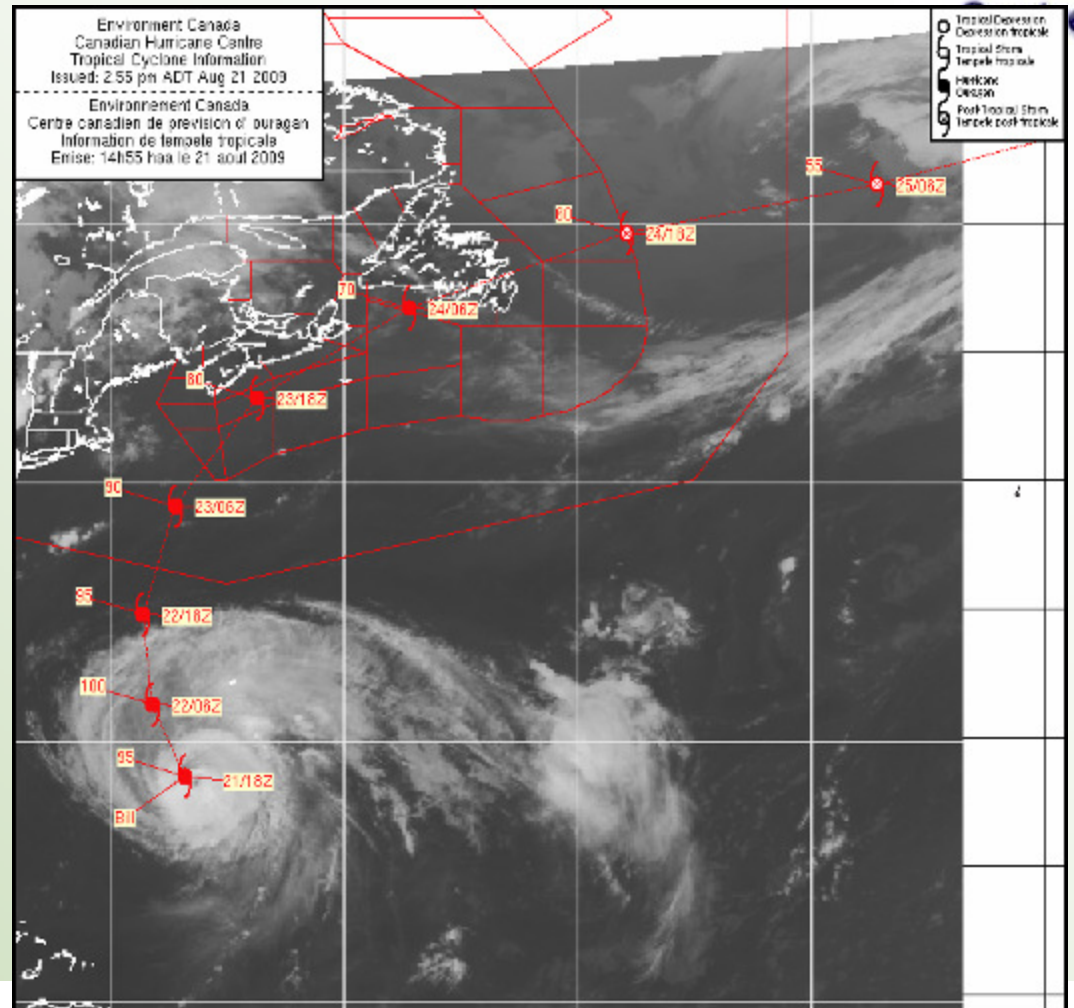 Environment Canada
Canadian Hurricane Centre
Tropical Cyclone Information
Issued: 2:55 pm ADT Aug 21 2009
Environnement Canada
Centre canadien de prevision d'ouragan
Information de tempete tropicale
Emise: 14h55 haa le 21 aout 2009
Tropical Depression
Depression tropicale
Tropical Storm
Tempete tropicale
Hurricane
Ouragan
Post-Tropical Storm
Tempete post-tropicale
55
25/06Z
60
24/18Z
70
24/06Z
80
23/18Z
90
23/06Z
95
22/18Z
100
22/06Z
95
21/18Z
Bill